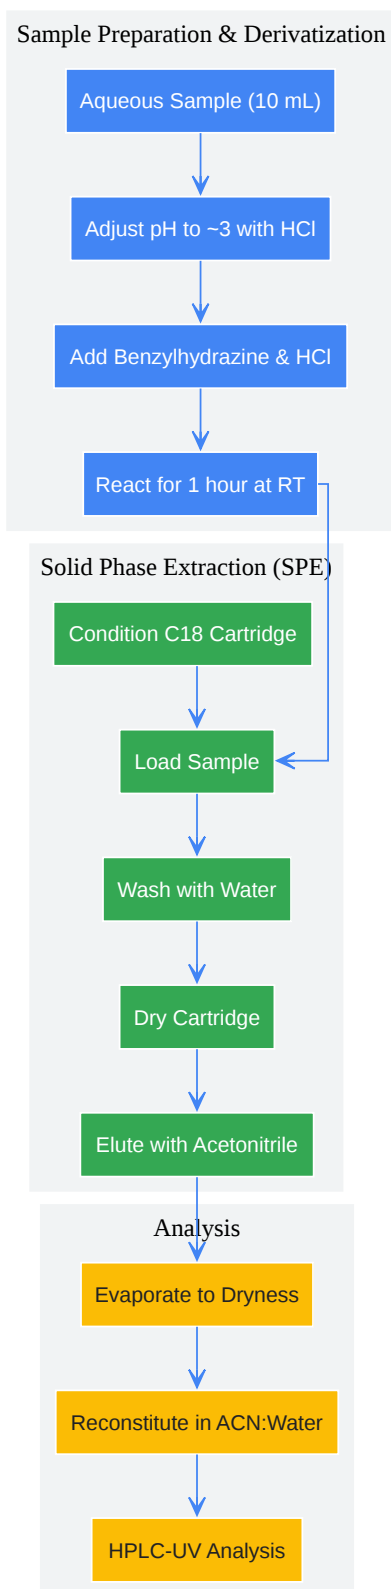 Sample Preparation & Derivatization
Aqueous Sample (10 mL)
Adjust pH to ~3 with HCl
Add Benzylhydrazine & HCl
React for 1 hour at RT
Solid Phase Extraction (SPE)
Condition C18 Cartridge
Load Sample
Wash with Water
Dry Cartridge
Elute with Acetonitrile
Analysis
Evaporate to Dryness
Reconstitute in ACN:Water
HPLC-UV Analysis